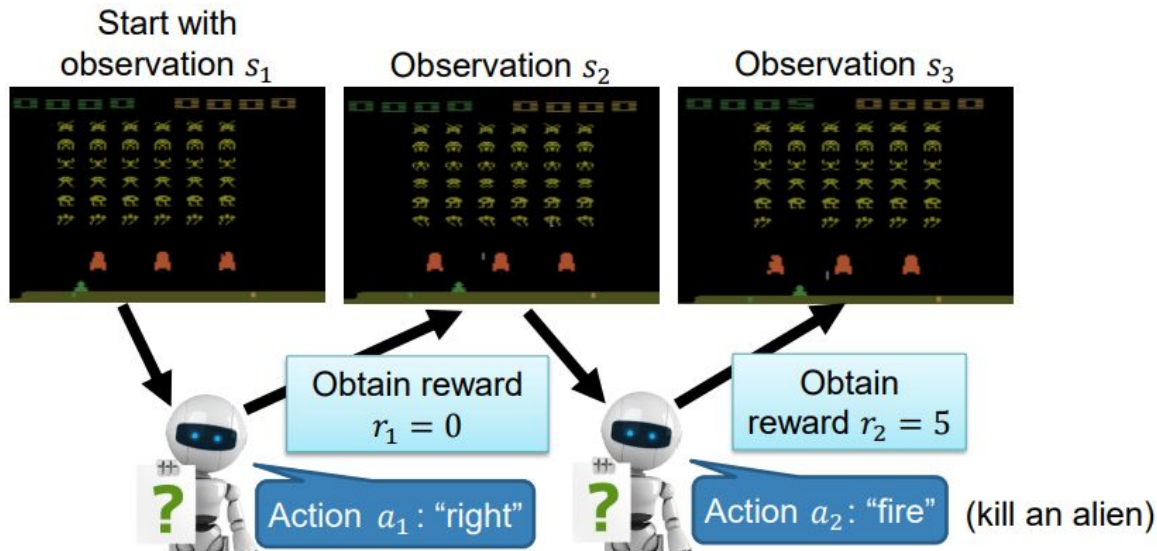 Start with
observation s₁
Observation s₂
Observation s₃
Obtain reward
r₁ = 0
Obtain
reward r₂ = 5
?
Action a₁: “right”
?
Action a₂: “fire”
(kill an alien)